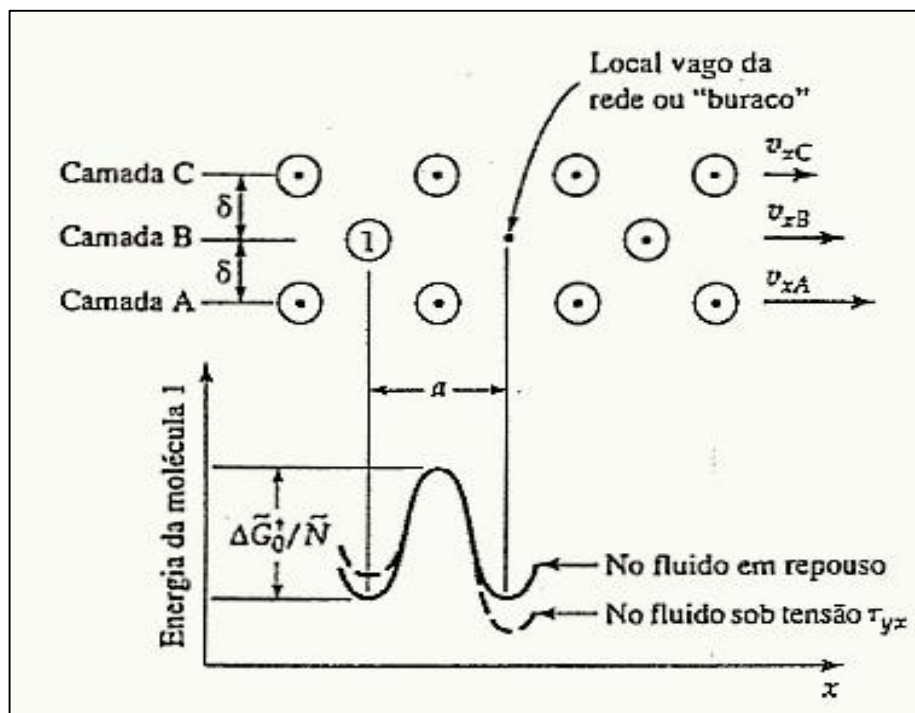 Local vago da
rede ou "buraco"
Camada C
δ
v_xC
Camada B
1
v_xB
δ
Camada A
v_xA
a
Energia da molécula 1
ΔG̃₀†/Ñ
No fluido em repouso
No fluido sob tensão τ_yx
x